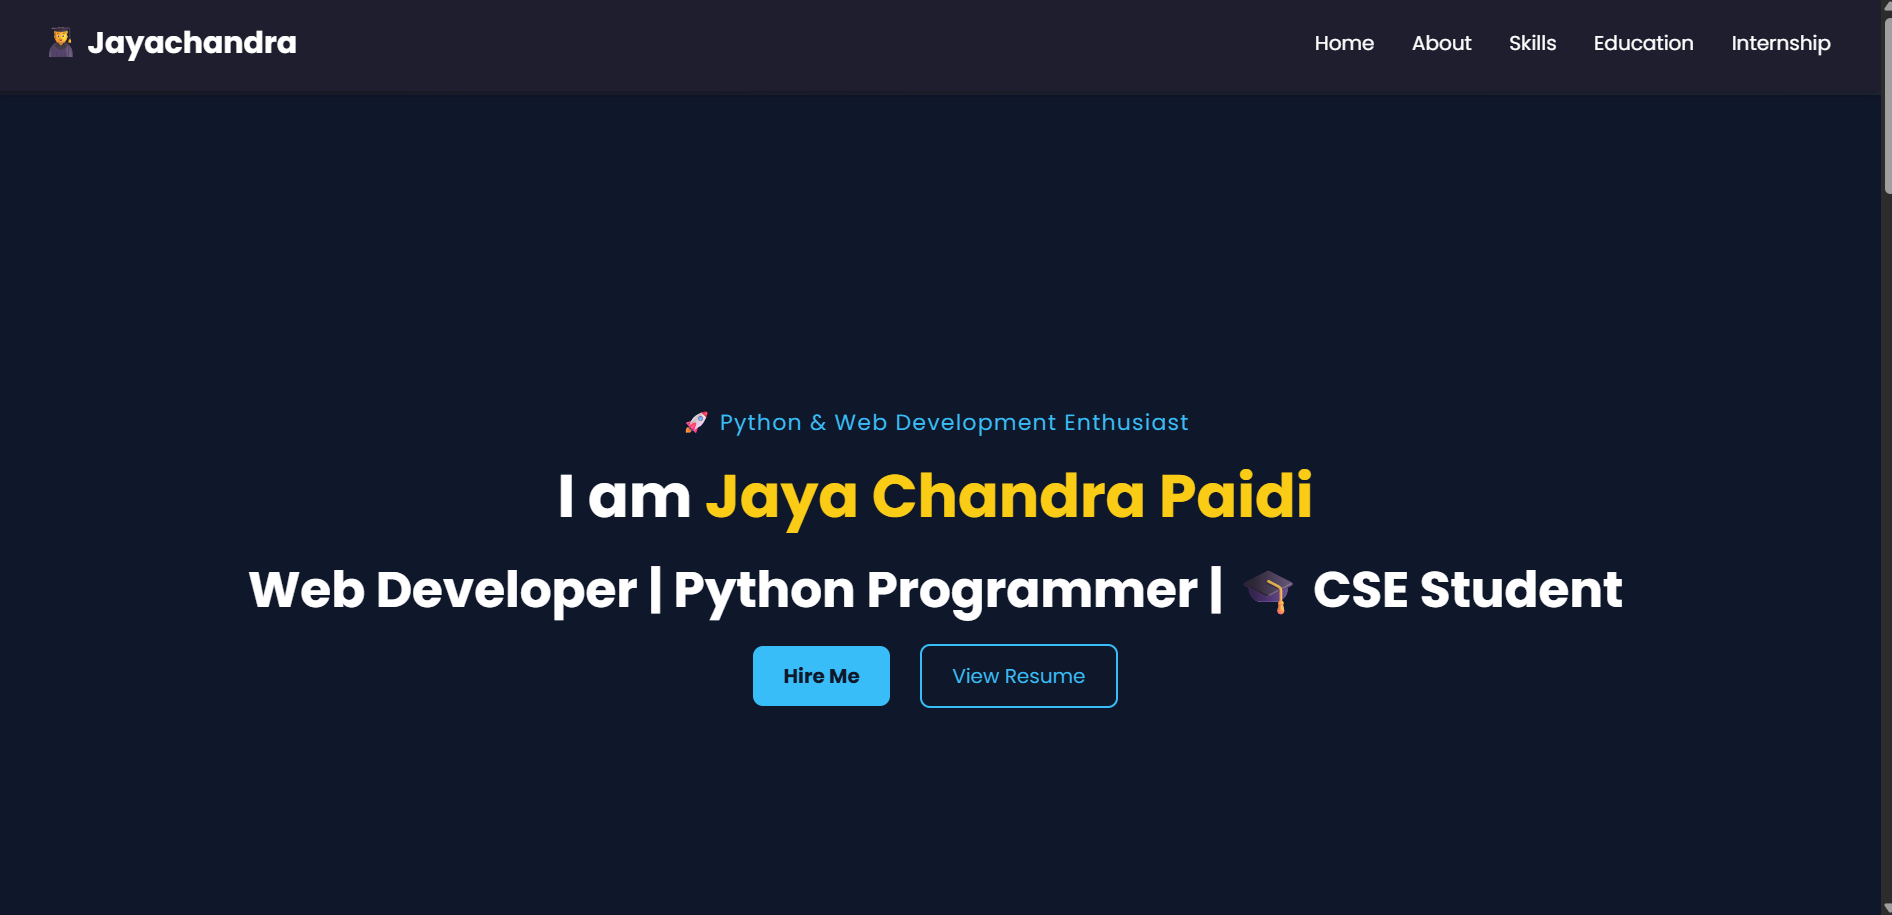 🧑‍🎓 Jayachandra
Home About Skills Education Internship
🚀 Python & Web Development Enthusiast
I am Jaya Chandra Paidi
Web Developer | Python Programmer | 🎓 CSE Student
Hire Me View Resume